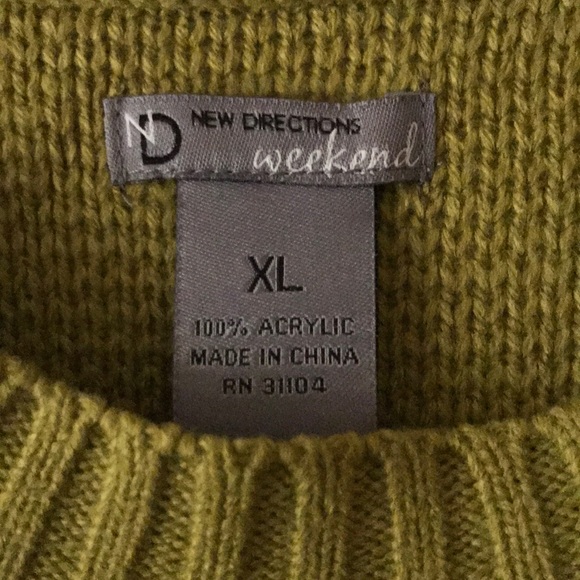 ND NEW DIRECTIONS
weekend
XL
100% ACRYLIC
MADE IN CHINA
RN 31104